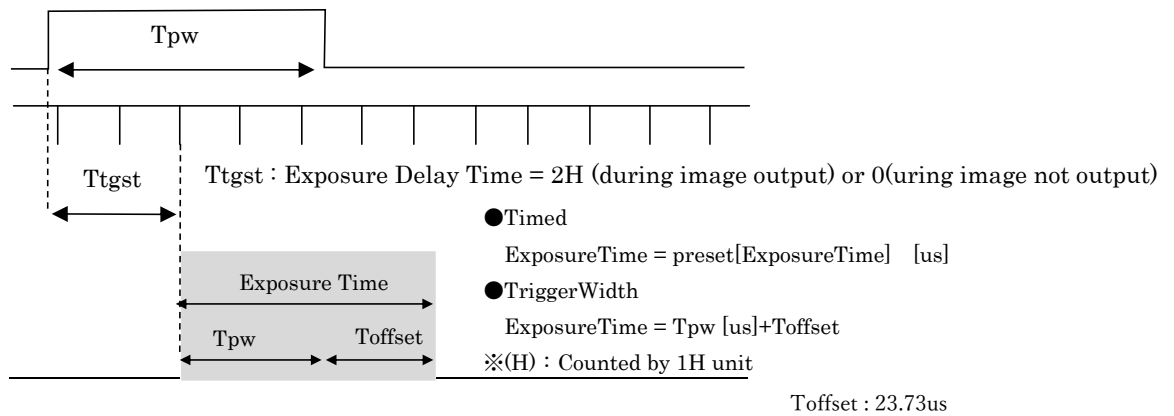 Tpw
Ttgst
Ttgst : Exposure Delay Time = 2H (during image output) or 0(uring image not output)
●Timed
ExposureTime = preset[ExposureTime] [us]
Exposure Time
●TriggerWidth
ExposureTime = Tpw [us]+Toffset
Tpw
Toffset
※(H) : Counted by 1H unit
Toffset : 23.73us